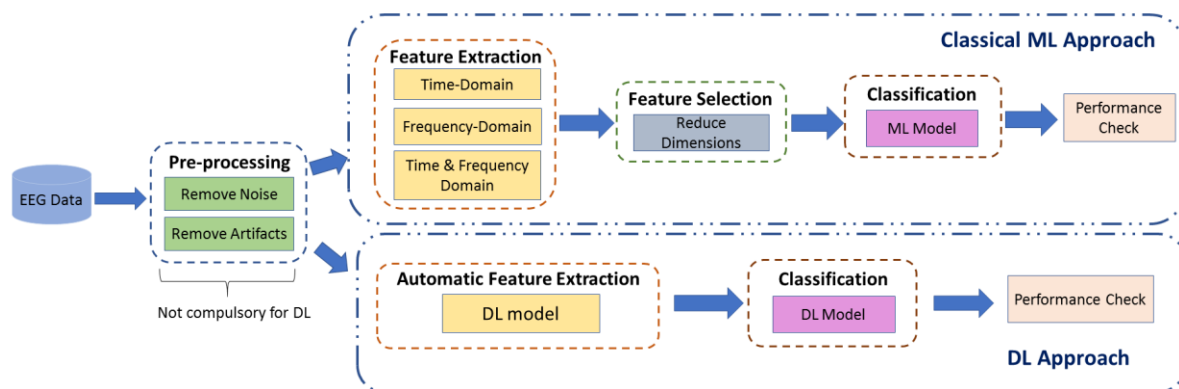 EEG Data
Pre-processing
Remove Noise
Remove Artifacts
Not compulsory for DL
Classical ML Approach
Feature Extraction
Time-Domain
Frequency-Domain
Time & Frequency
Domain
Feature Selection
Reduce
Dimensions
Classification
ML Model
Performance
Check
Automatic Feature Extraction
DL model
Classification
DL Model
Performance Check
DL Approach